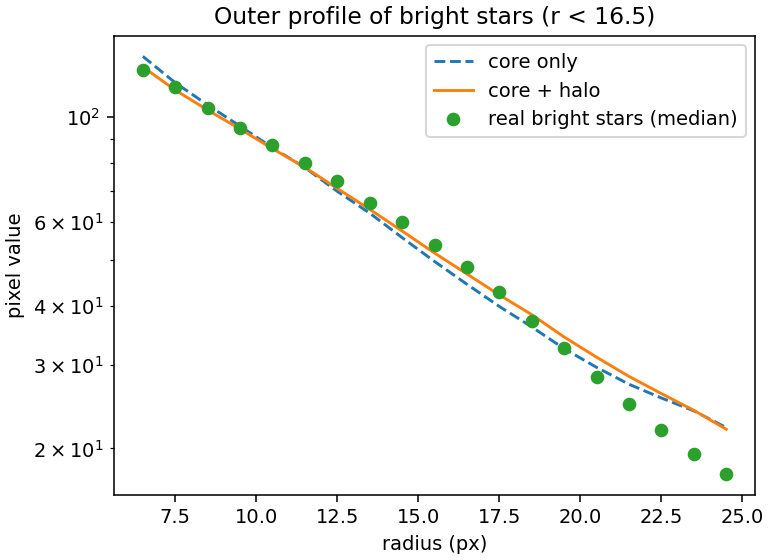 Outer profile of bright stars (r < 16.5)
core only
core + halo
real bright stars (median)
pixel value
10²
6 × 10¹
4 × 10¹
3 × 10¹
2 × 10¹
7.5 10.0 12.5 15.0 17.5 20.0 22.5 25.0
radius (px)